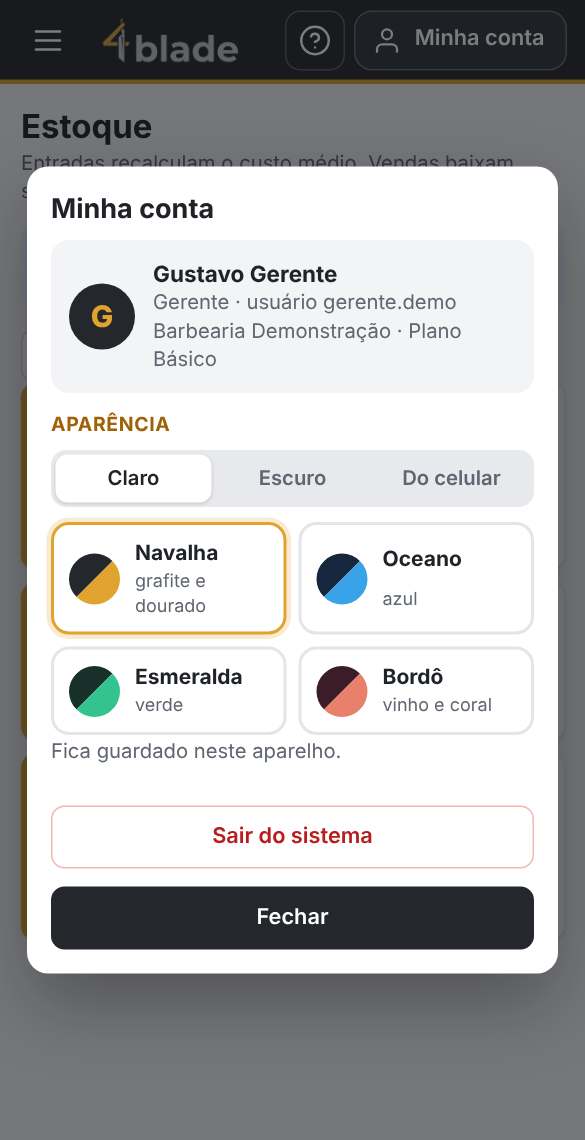 4blade
Minha conta
Estoque
Entradas recalculam o custo médio. Vendas baixam
Minha conta
G
Gustavo Gerente
Gerente · usuário gerente.demo
Barbearia Demonstração · Plano
Básico
APARÊNCIA
Claro
Escuro
Do celular
Navalha
grafite e
dourado
Oceano
azul
Esmeralda
verde
Bordô
vinho e coral
Fica guardado neste aparelho.
Sair do sistema
Fechar